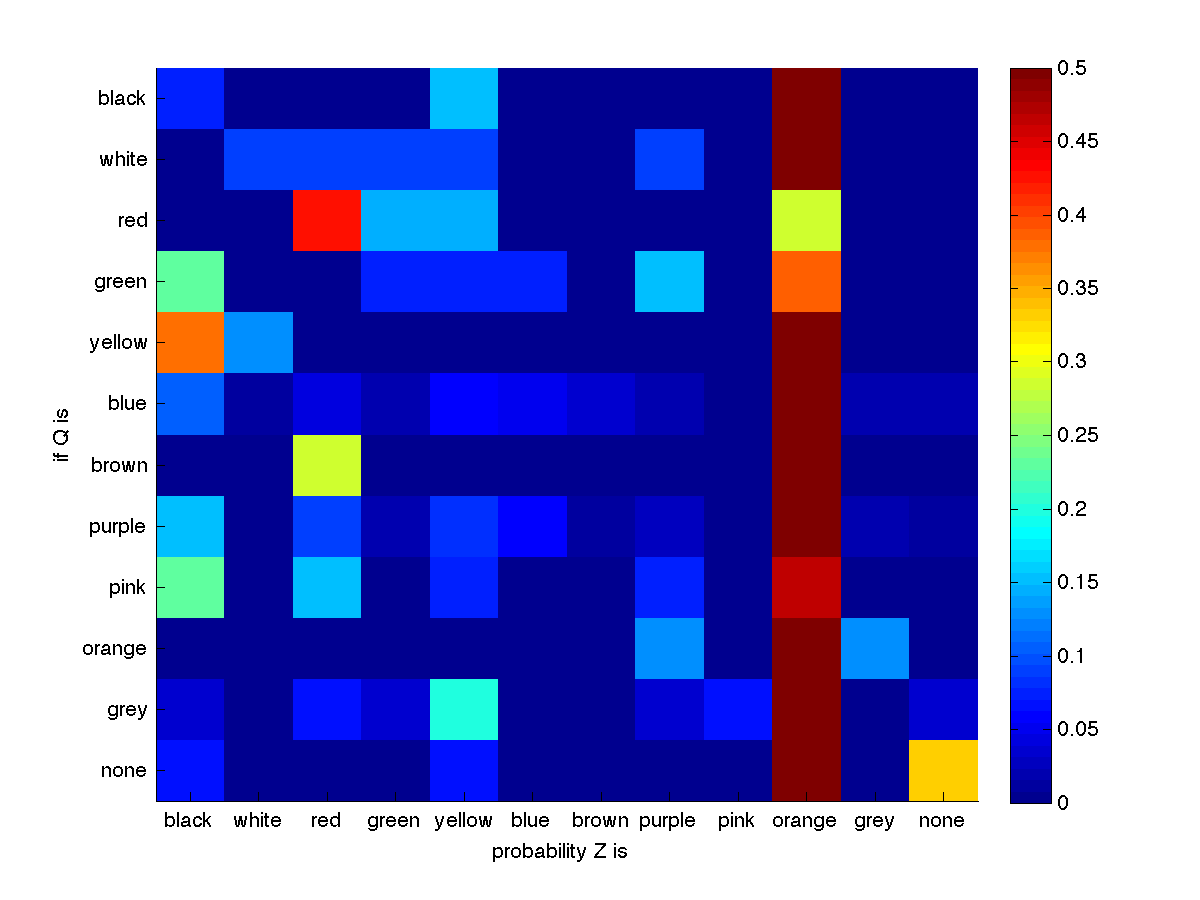 black
white
red
green
yellow
blue
brown
purple
pink
orange
grey
none
if Q is
black white red green yellow blue brown purple pink orange grey none
probability Z is
0.5
0.45
0.4
0.35
0.3
0.25
0.2
0.15
0.1
0.05
0